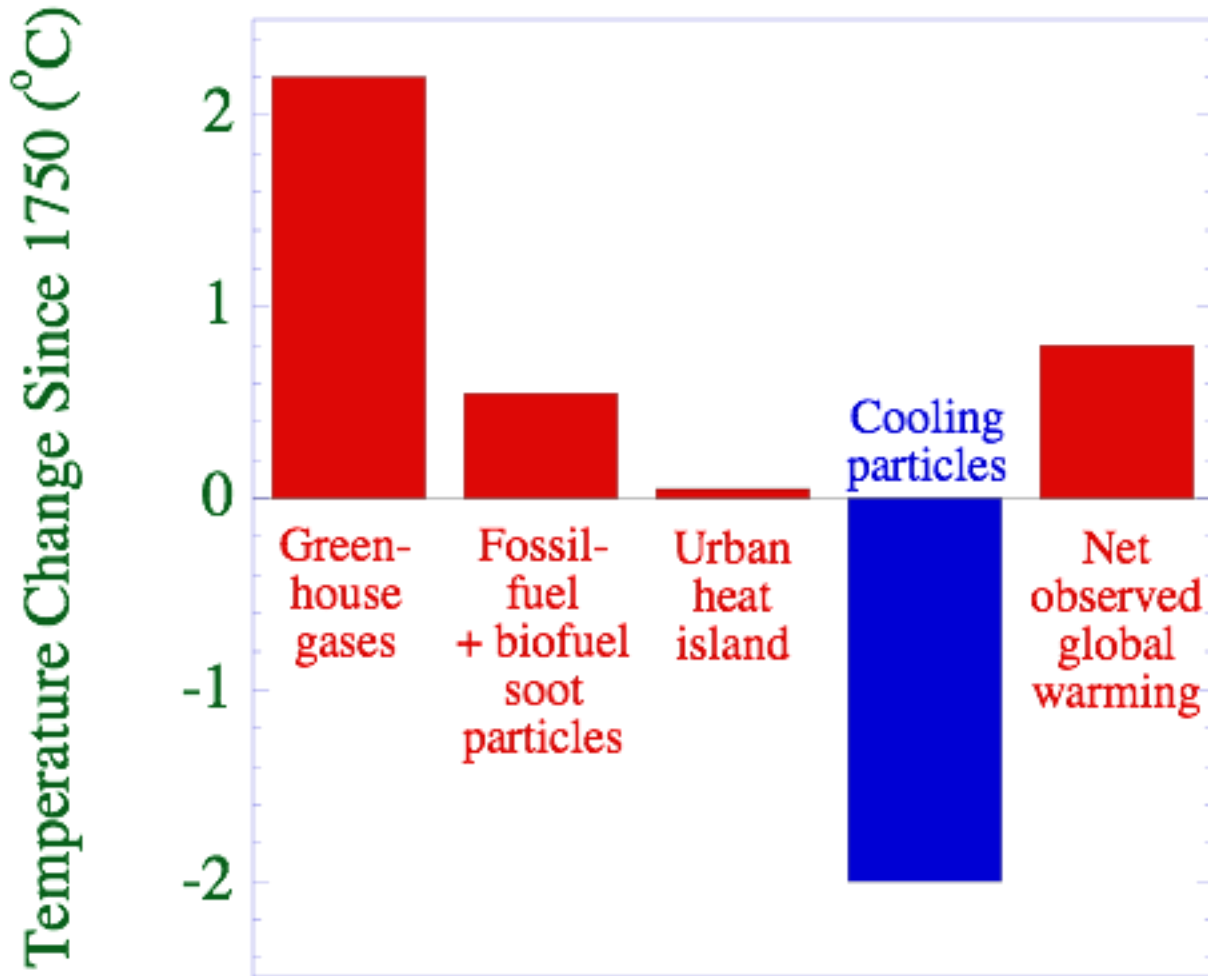 Temperature Change Since 1750 (°C)
2
1
0
-1
-2
Green-
house
gases
Fossil-
fuel
+ biofuel
soot
particles
Urban
heat
island
Cooling
particles
Net
observed
global
warming